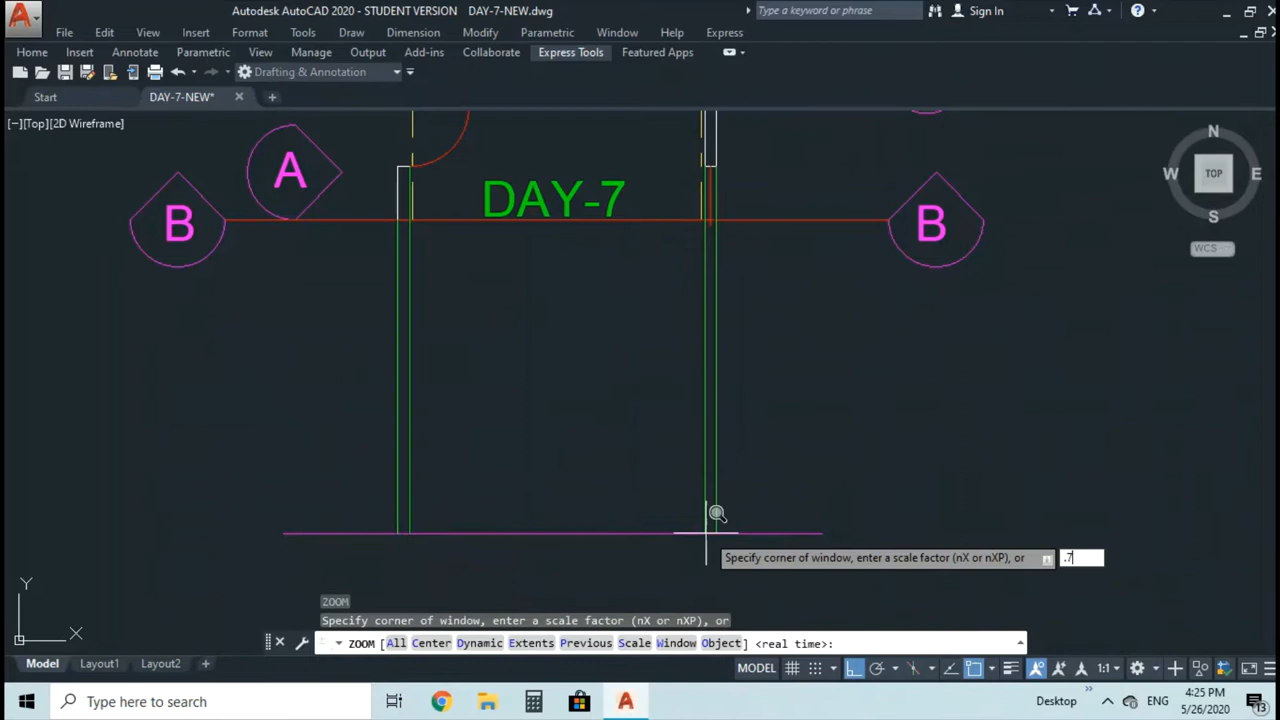 Autodesk AutoCAD 2020 - STUDENT VERSION DAY-7-NEW.dwg
Type a keyword or phrase
Sign In
File Edit View Insert Format Tools Draw Dimension Modify Parametric Window Help Express
Home Insert Annotate Parametric View Manage Output Add-ins Collaborate Express Tools Featured Apps
Drafting & Annotation
Start DAY-7-NEW*
[–][Top][2D Wireframe]
N
W TOP E
S
WCS
A
B DAY-7 B
Specify corner of window, enter a scale factor (nX or nXP), or .7
Y
X
ZOOM
Specify corner of window, enter a scale factor (nX or nXP), or
ZOOM [All Center Dynamic Extents Previous Scale Window Object] <real time>:
Model Layout1 Layout2 +
MODEL 1:1
Type here to search
Desktop » ENG 4:25 PM
5/26/2020 13